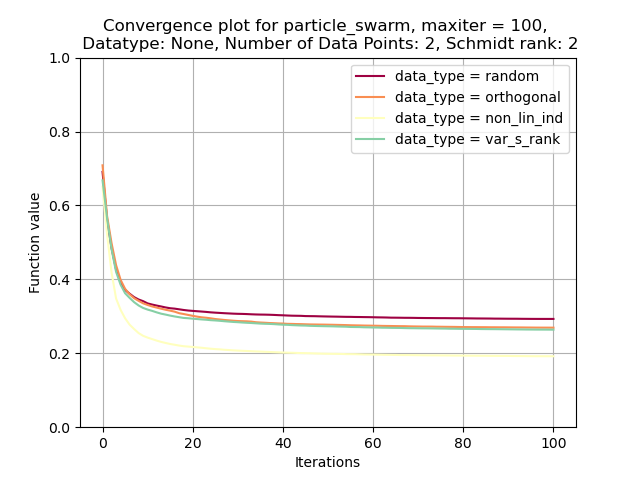 Convergence plot for particle_swarm, maxiter = 100,
Datatype: None, Number of Data Points: 2, Schmidt rank: 2
1.0
0.8
0.6
0.4
0.2
0.0
Function value
data_type = random
data_type = orthogonal
data_type = non_lin_ind
data_type = var_s_rank
0 20 40 60 80 100
Iterations